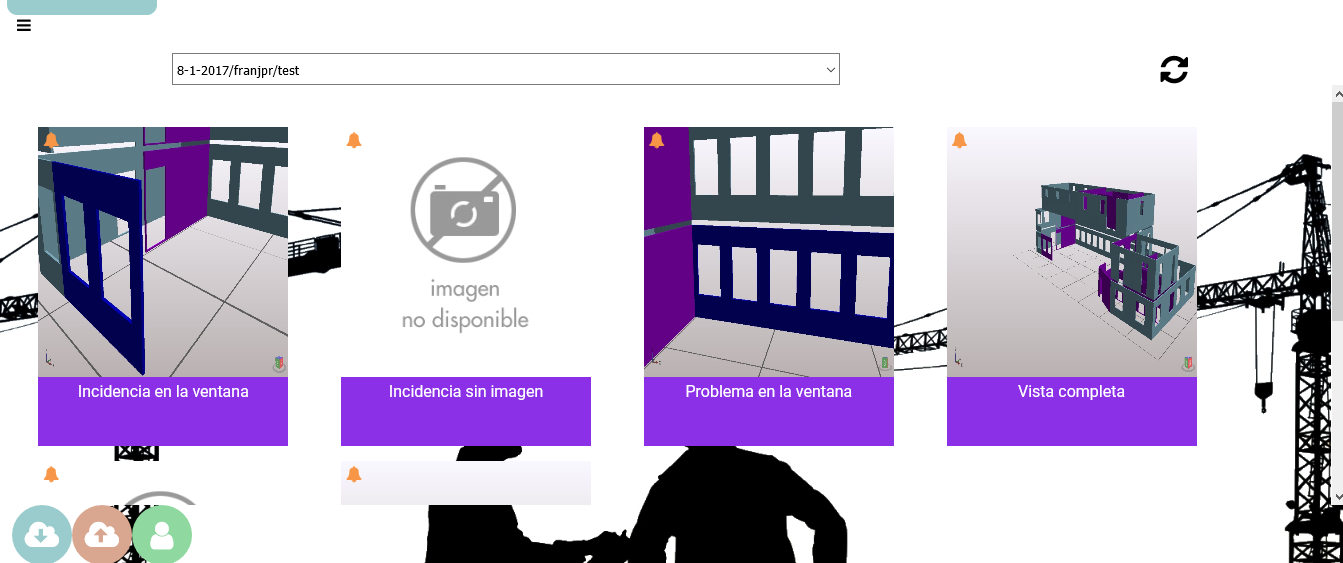 8-1-2017/franjpr/test
imagen
no disponible
Incidencia en la ventana
Incidencia sin imagen
Problema en la ventana
Vista completa